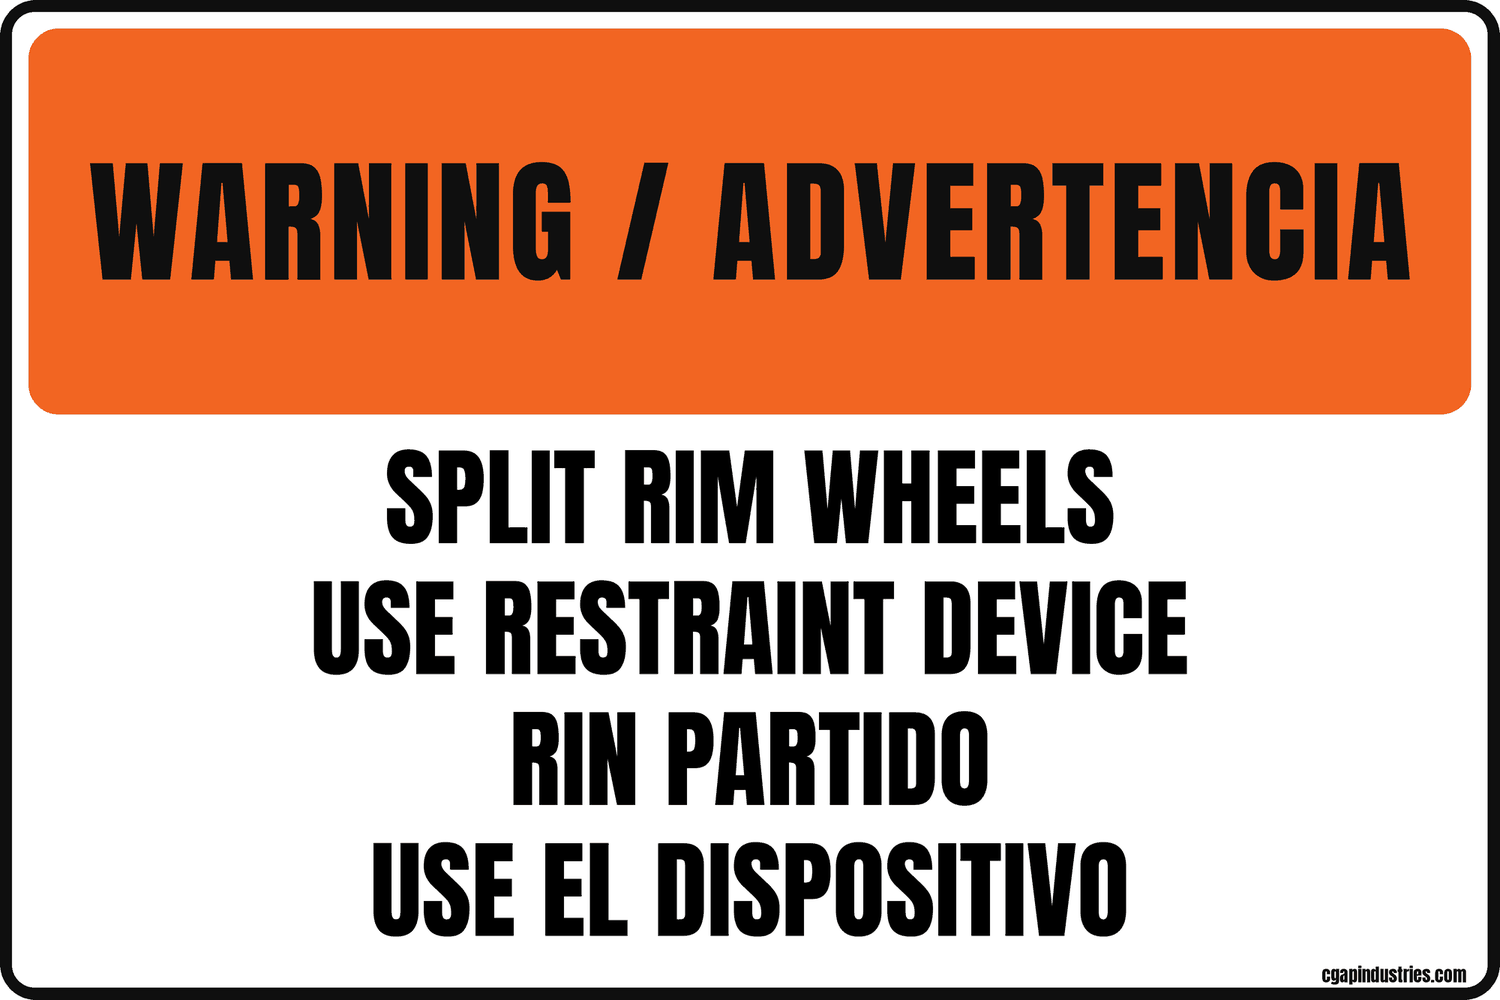 WARNING / ADVERTENCIA
SPLIT RIM WHEELS
USE RESTRAINT DEVICE
RIN PARTIDO
USE EL DISPOSITIVO
cgapindustries.com